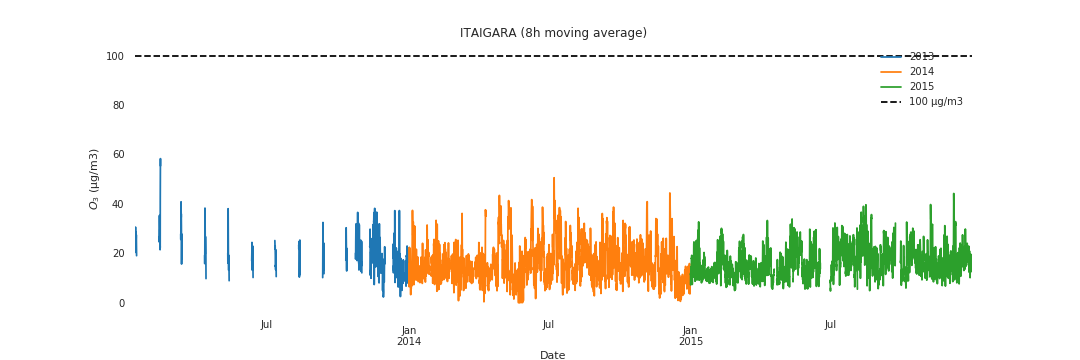 ITAIGARA (8h moving average)
100
80
60
40
20
0
O3 (µg/m3)
2013
2014
2015
100 µg/m3
Jul
Jan
2014
Jul
Jan
2015
Jul
Date